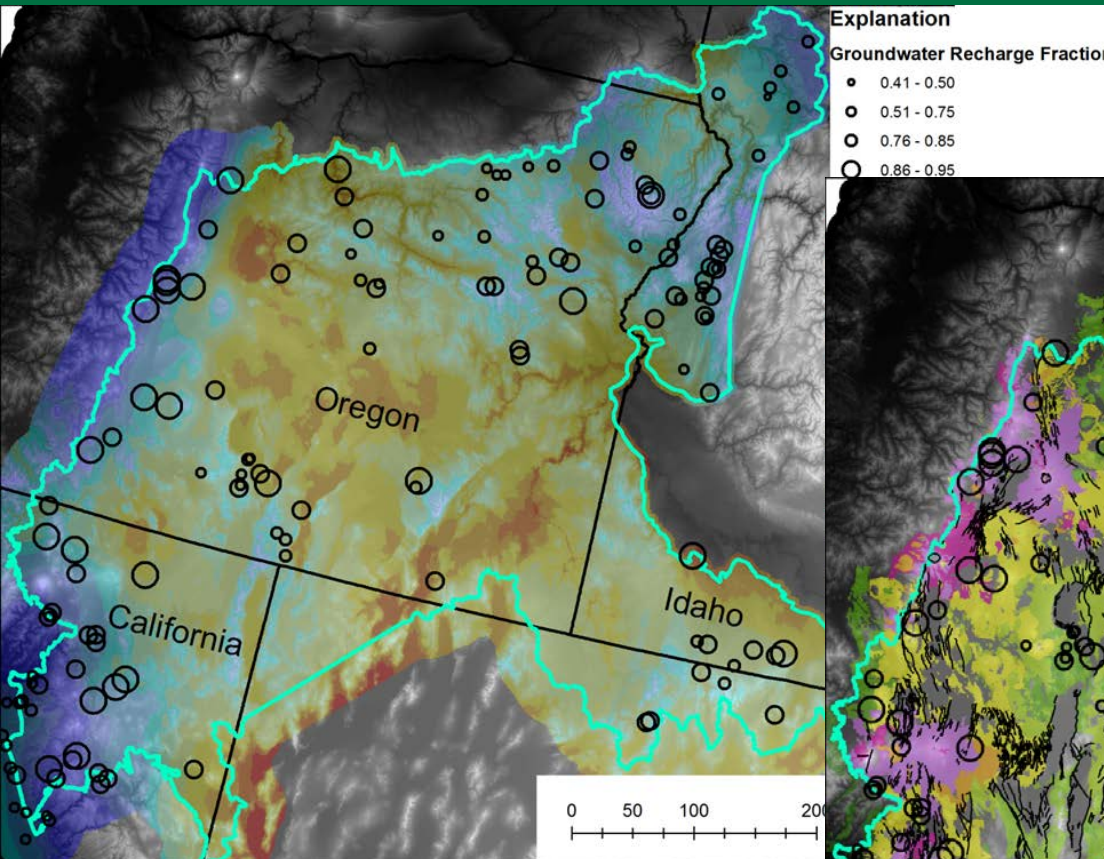 Explanation
Groundwater Recharge Fraction
0.41 - 0.50
0.51 - 0.75
0.76 - 0.85
0.86 - 0.95
Oregon
California
Idaho
0 50 100 200